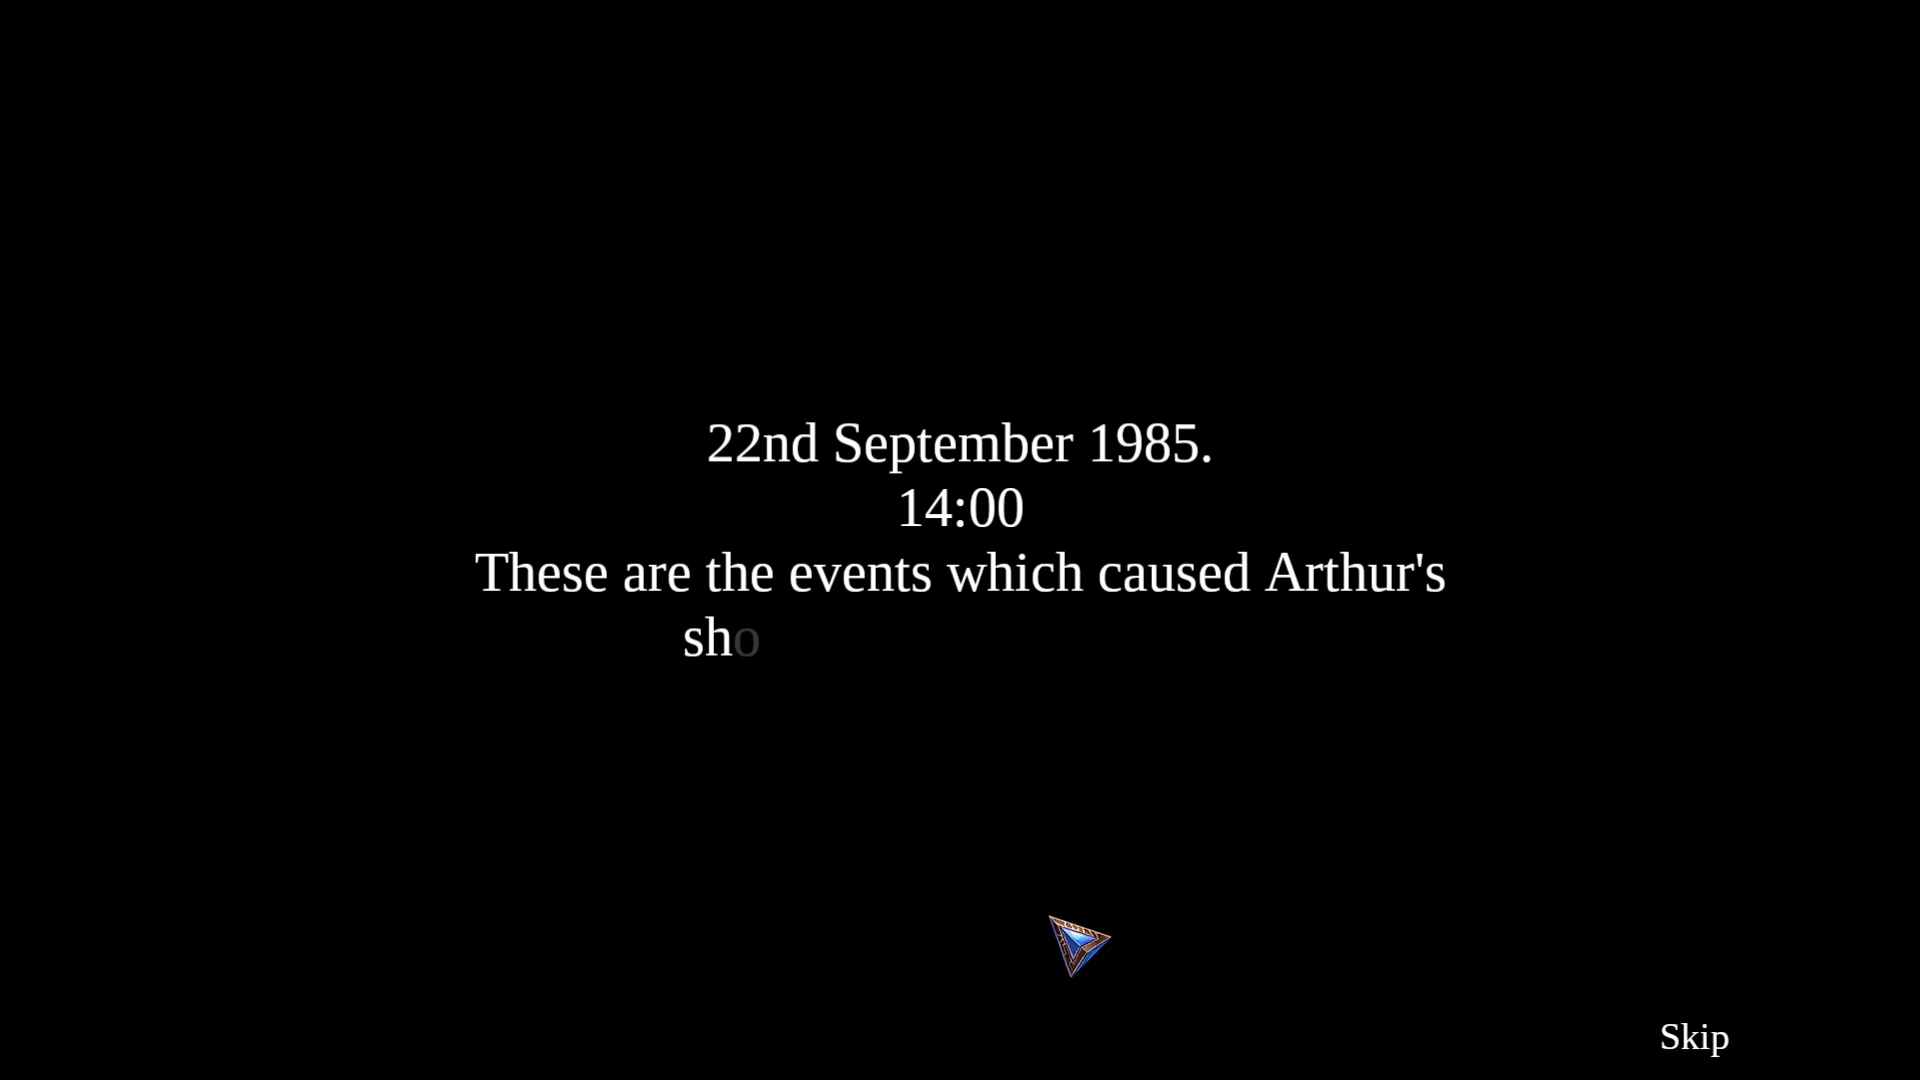 22nd September 1985.
14:00
These are the events which caused Arthur's
sho
Skip